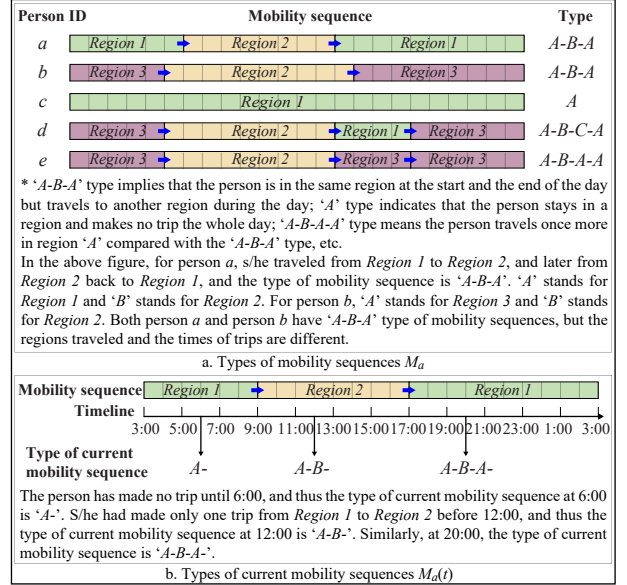 Person ID Mobility sequence Type
a Region 1 Region 2 Region 1 A-B-A
b Region 3 Region 2 Region 3 A-B-A
c Region 1 A
d Region 3 Region 2 Region 1 Region 3 A-B-C-A
e Region 3 Region 2 Region 3 Region 3 A-B-A-A
* ‘A-B-A’ type implies that the person is in the same region at the start and the end of the day
but travels to another region during the day; ‘A’ type indicates that the person stays in a
region and makes no trip the whole day; ‘A-B-A-A’ type means the person travels once more
in region ‘A’ compared with the ‘A-B-A’ type, etc.
In the above figure, for person a, s/he traveled from Region 1 to Region 2, and later from
Region 2 back to Region 1, and the type of mobility sequence is ‘A-B-A’. ‘A’ stands for
Region 1 and ‘B’ stands for Region 2. For person b, ‘A’ stands for Region 3 and ‘B’ stands
for Region 2. Both person a and person b have ‘A-B-A’ type of mobility sequences, but the
regions traveled and the times of trips are different.
a. Types of mobility sequences Ma
Mobility sequence Region 1 Region 2 Region 1
Timeline
3:00 5:00 7:00 9:00 11:00 13:00 15:00 17:00 19:00 21:00 23:00 1:00 3:00
Type of current
mobility sequence A- A-B- A-B-A-
The person has made no trip until 6:00, and thus the type of current mobility sequence at 6:00
is ‘A-’. S/he had made only one trip from Region 1 to Region 2 before 12:00, and thus the
type of current mobility sequence at 12:00 is ‘A-B-’. Similarly, at 20:00, the type of current
mobility sequence is ‘A-B-A-’.
b. Types of current mobility sequences Ma(t)